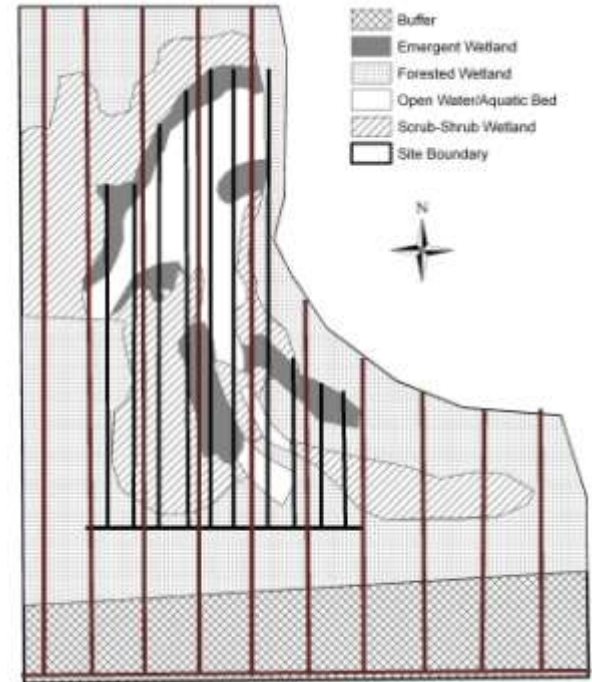 Buffer
Emergent Wetland
Forested Wetland
Open Water/Aquatic Bed
Scrub-Shrub Wetland
Site Boundary
N